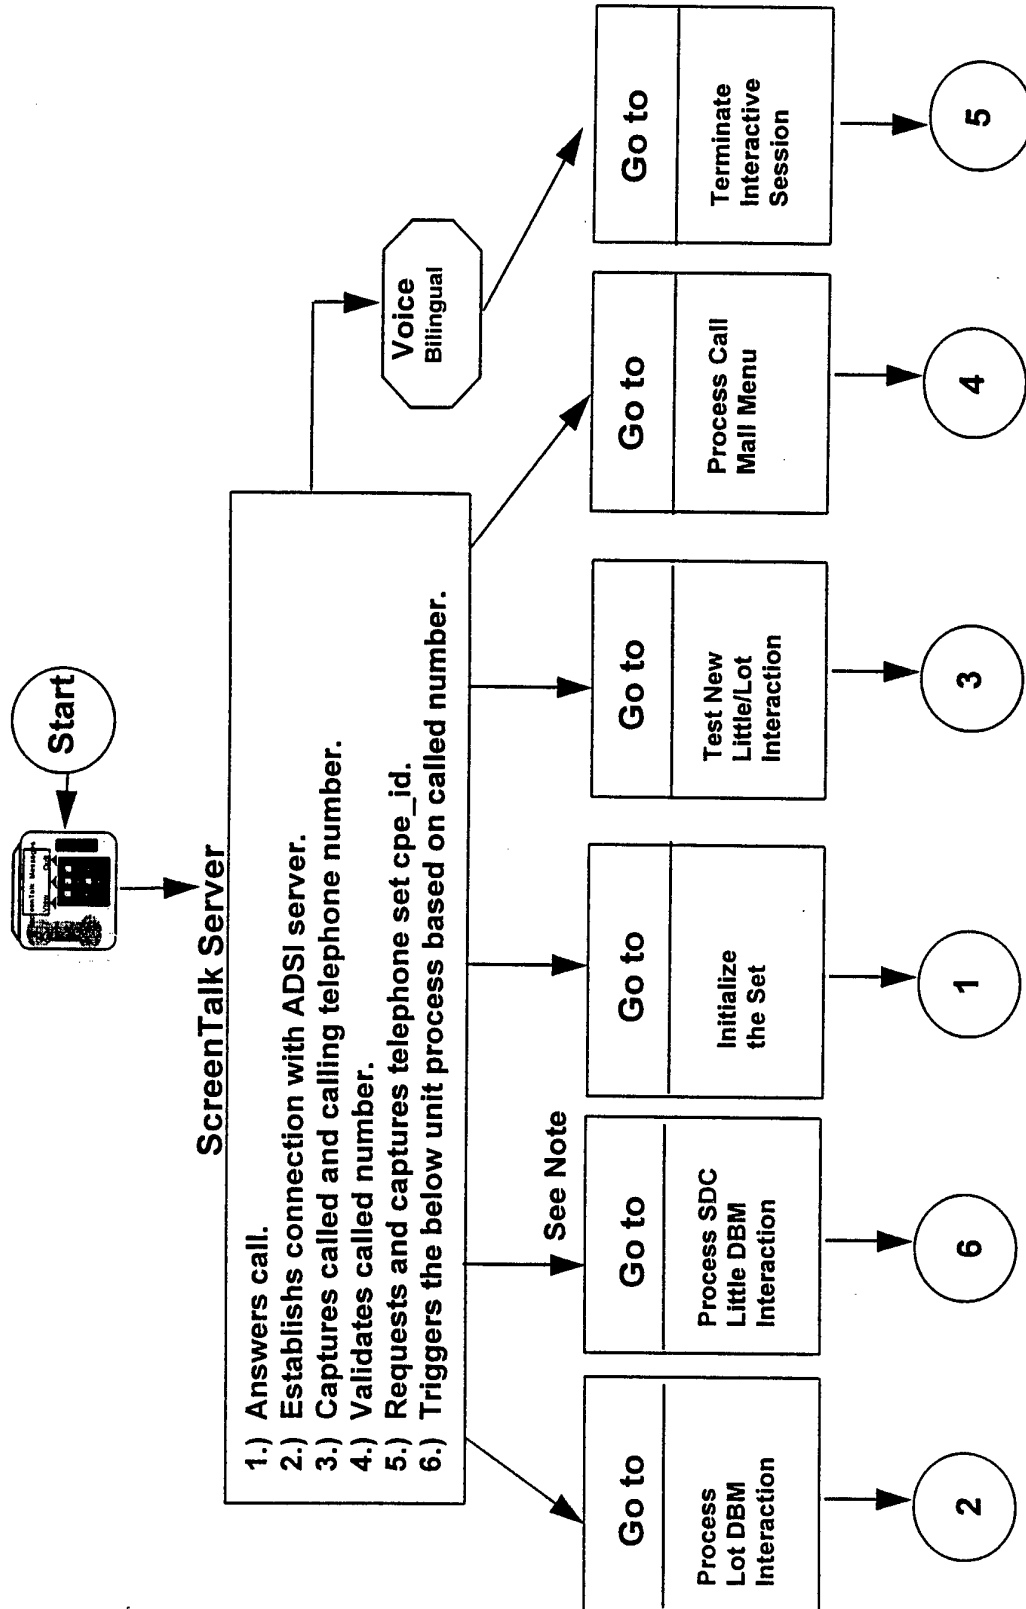 Start
ScreenTalk Messages
View
Quit
ScreenTalk Server
1.) Answers call.
2.) Establishs connection with ADSI server.
3.) Captures called and calling telephone number.
4.) Validates called number.
5.) Requests and captures telephone set cpe_id.
6.) Triggers the below unit process based on called number.
Voice
Bilingual
See Note
Go to
Process
Lot DBM
Interaction
2
Go to
Process SDC
Little DBM
Interaction
6
Go to
Initialize
the Set
1
Go to
Test New
Little/Lot
Interaction
3
Go to
Process Call
Mall Menu
4
Go to
Terminate
Interactive
Session
5